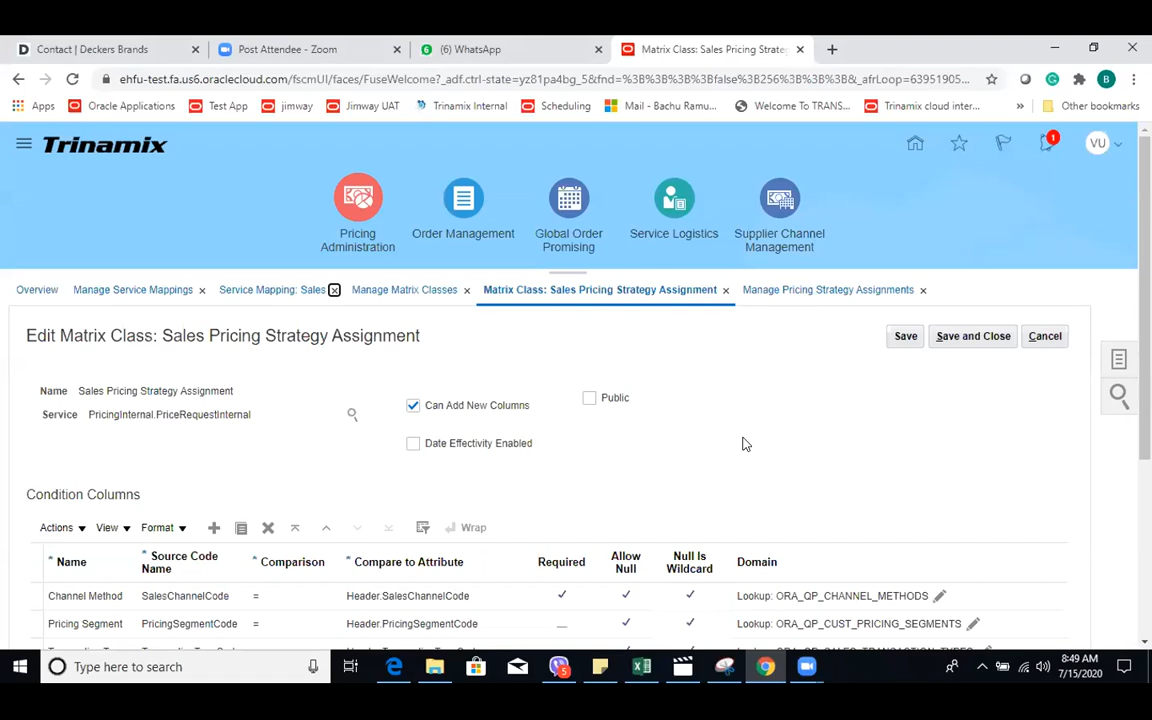 Contact | Deckers Brands
Post Attendee - Zoom
(6) WhatsApp
Matrix Class: Sales Pricing Strate
ehfu-test.fa.us6.oraclecloud.com/fscmUI/faces/FuseWelcome?_adf.ctrl-state=yz81pa4bg_5&fnd=%3B%3B%3B%3Bfalse%3B256%3B%3B%3B&_afrLoop=6395190S...
Apps
Oracle Applications
Test App
jimway
Jimway UAT
Trinamix Internal
Scheduling
Mail - Bachu Ramu...
Welcome To TRANS...
Trinamix cloud inter...
»
Other bookmarks
B
Trinamix
1
VU
Pricing Administration
Order Management
Global Order Promising
Service Logistics
Supplier Channel Management
Overview
Manage Service Mappings
Service Mapping: Sales
Manage Matrix Classes
Matrix Class: Sales Pricing Strategy Assignment
Manage Pricing Strategy Assignments
Edit Matrix Class: Sales Pricing Strategy Assignment
Save
Save and Close
Cancel
Name Sales Pricing Strategy Assignment
Service PricingInternal.PriceRequestInternal
Can Add New Columns
Public
Date Effectivity Enabled
Condition Columns
Actions View Format Wrap
* Name * Source Code Name * Comparison * Compare to Attribute Required Allow Null Null Is Wildcard Domain
Channel Method SalesChannelCode = Header.SalesChannelCode Lookup: ORA_QP_CHANNEL_METHODS
Pricing Segment PricingSegmentCode = Header.PricingSegmentCode Lookup: ORA_QP_CUST_PRICING_SEGMENTS
Type here to search
5
8:49 AM
7/15/2020